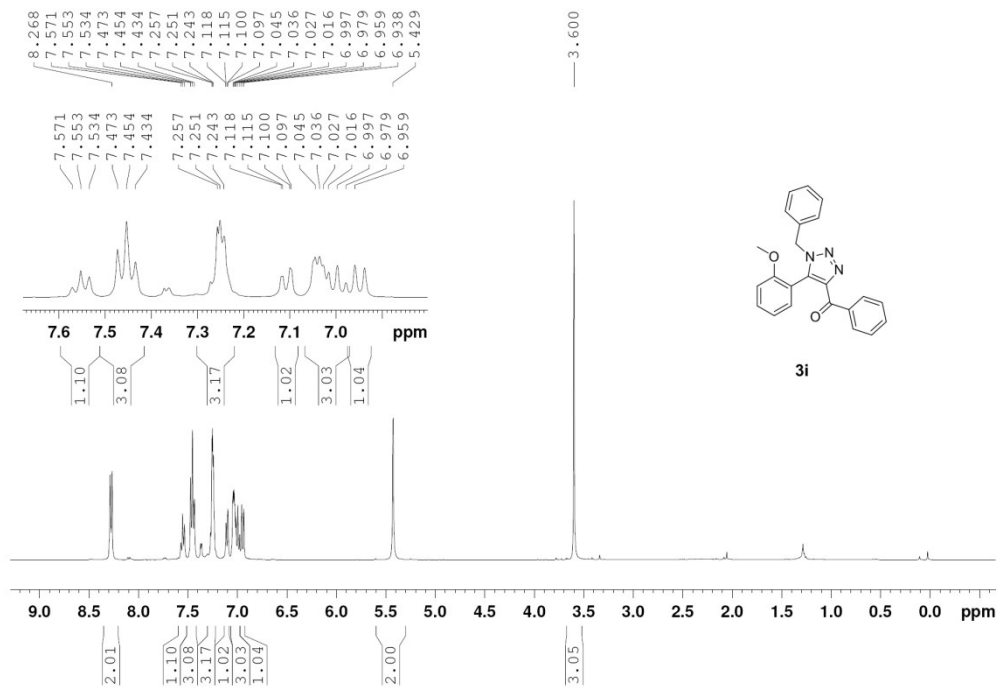 8.268 7.571 7.553 7.534 7.473 7.454 7.434 7.257 7.251 7.243 7.118 7.115 7.100 7.097 7.045 7.036 7.027 7.016 6.997 6.979 6.959 6.938 5.429 3.600
7.571 7.553 7.534 7.473 7.454 7.434 7.257 7.251 7.243 7.118 7.115 7.100 7.097 7.045 7.036 7.027 7.016 6.997 6.979 6.959
O N N
N
O
3i
7.6 7.5 7.4 7.3 7.2 7.1 7.0 ppm
1.10 3.08 3.17 1.02 3.03 1.04
9.0 8.5 8.0 7.5 7.0 6.5 6.0 5.5 5.0 4.5 4.0 3.5 3.0 2.5 2.0 1.5 1.0 0.5 0.0 ppm
2.01 1.10 3.08 3.17 1.02 3.03 1.04 2.00 3.05